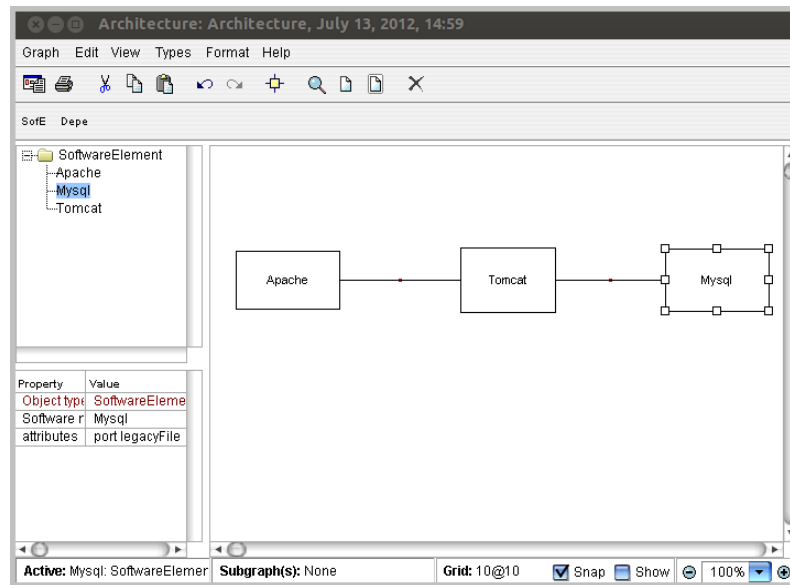 Architecture: Architecture, July 13, 2012, 14:59
Graph Edit View Types Format Help
SofE Depe
SoftwareElement
Apache
Mysql
Tomcat
Apache Tomcat Mysql
Property Value
Object type SoftwareEleme
Software r Mysql
attributes port legacyFile
Active: Mysql: SoftwareElemer Subgraph(s): None Grid: 10@10 Snap Show 100%